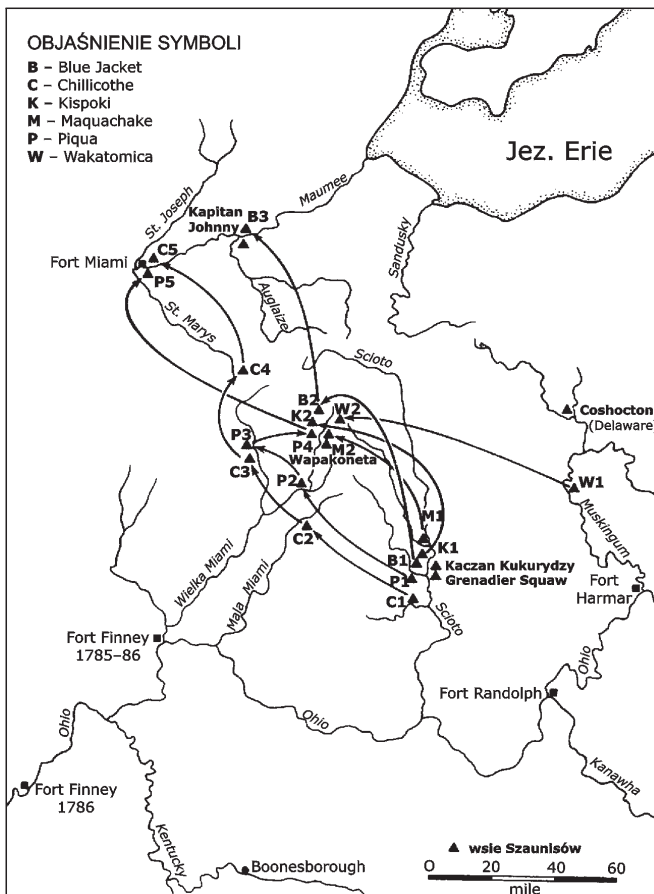 OBJAŚNIENIE SYMBOLI
B – Blue Jacket
C – Chillicothe
K – Kispoki
M – Maquachake
P – Piqua
W – Wakatomica
Jez. Erie
Maumee
St. Joseph
Sandusky
Kapitan
Johnny
B3
Fort Miami
C5
P5
Auglaize
St. Marys
Scioto
C4
B2
W2
K2
Coshocton
(Delaware)
P3
P4
M2
Wapakoneta
C3
P2
W1
Muskingum
C2
M1
K1
B1
Kaczan Kukurydzy
P1
Grenadier Squaw
C1
Wielka Miami
Mała Miami
Scioto
Fort
Harmar
Fort Finney
1785–86
Ohio
Fort Randolph
Ohio
Ohio
Kanawha
Fort Finney
1786
Kentucky
Boonesborough
wsie Szaunisów
0 20 40 60
mile